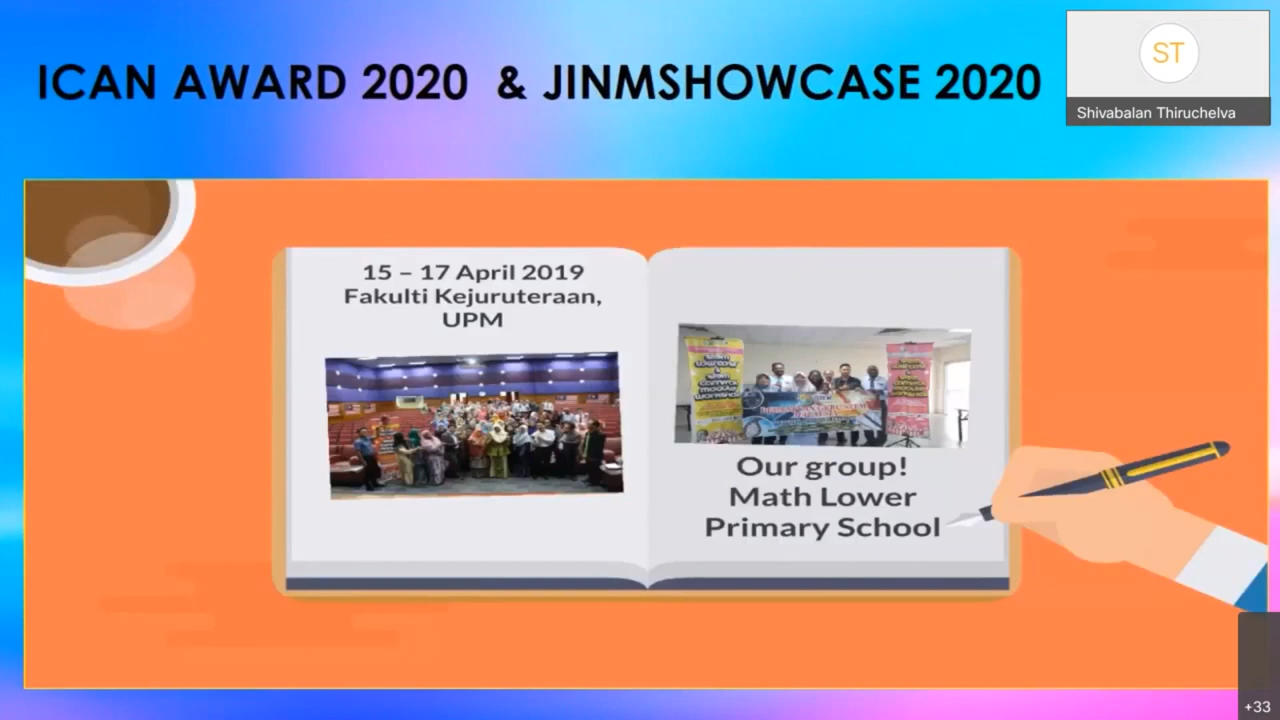 ICAN AWARD 2020 & JINMSHOWCASE 2020
ST
Shivabalan Thiruchelva
15 – 17 April 2019
Fakulti Kejuruteraan,
UPM
Our group!
Math Lower
Primary School
+33